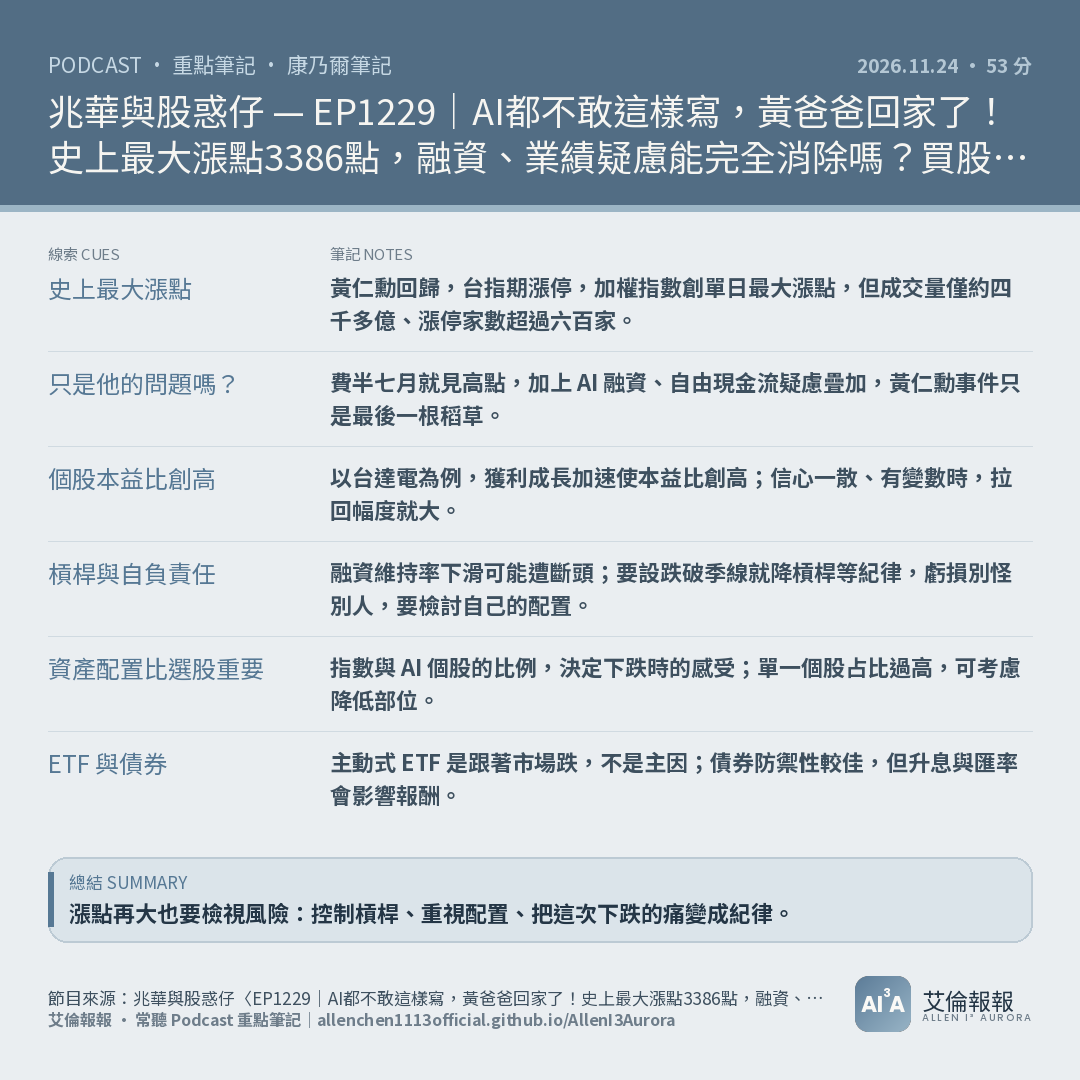 PODCAST • 重點筆記 • 康乃爾筆記
2026.11.24 • 53 分
兆華與股惑仔 — EP1229｜AI都不敢這樣寫，黃爸爸回家了！
史上最大漲點3386點，融資、業績疑慮能完全消除嗎？買股…
線索 CUES
筆記 NOTES
史上最大漲點
黃仁勳回歸，台指期漲停，加權指數創單日最大漲點，但成交量僅約四
千多億、漲停家數超過六百家。
只是他的問題嗎？
費半七月就見高點，加上 AI 融資、自由現金流疑慮疊加，黃仁勳事件只
是最後一根稻草。
個股本益比創高
以台達電為例，獲利成長加速使本益比創高；信心一散、有變數時，拉
回幅度就大。
槓桿與自負責任
融資維持率下滑可能遭斷頭；要設跌破季線就降槓桿等紀律，虧損別怪
別人，要檢討自己的配置。
資產配置比選股重要
指數與 AI 個股的比例，決定下跌時的感受；單一個股占比過高，可考慮
降低部位。
ETF 與債券
主動式 ETF 是跟著市場跌，不是主因；債券防禦性較佳，但升息與匯率
會影響報酬。
總結 SUMMARY
漲點再大也要檢視風險：控制槓桿、重視配置、把這次下跌的痛變成紀律。
節目來源：兆華與股惑仔〈EP1229｜AI都不敢這樣寫，黃爸爸回家了！史上最大漲點3386點，融資、…
艾倫報報 • 常聽 Podcast 重點筆記｜allenchen1113official.github.io/AllenI3Aurora
AI³A
艾倫報報
ALLEN I³ AURORA